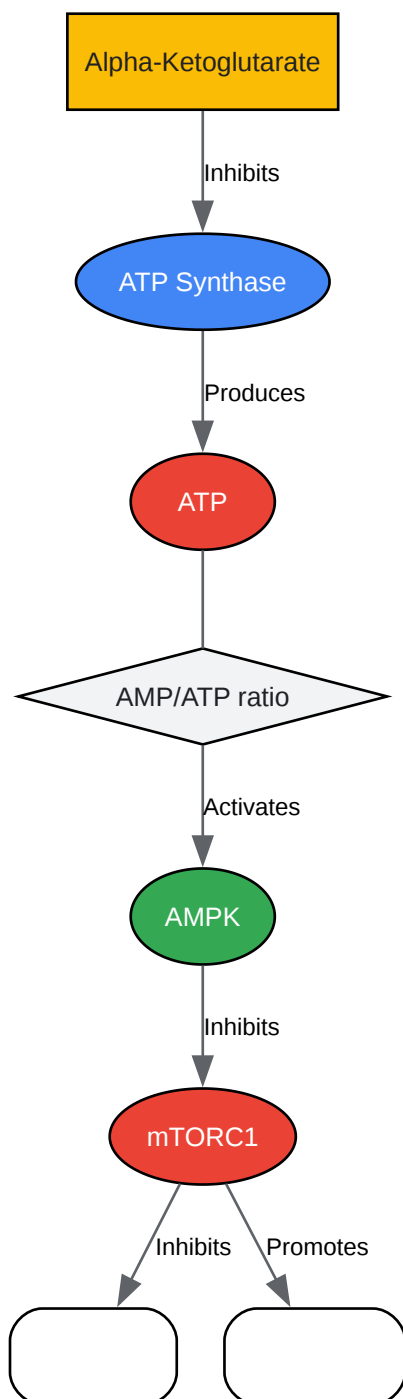 Alpha-Ketoglutarate
Inhibits
ATP Synthase
Produces
ATP
AMP/ATP ratio
Activates
AMPK
Inhibits
mTORC1
Inhibits
Promotes